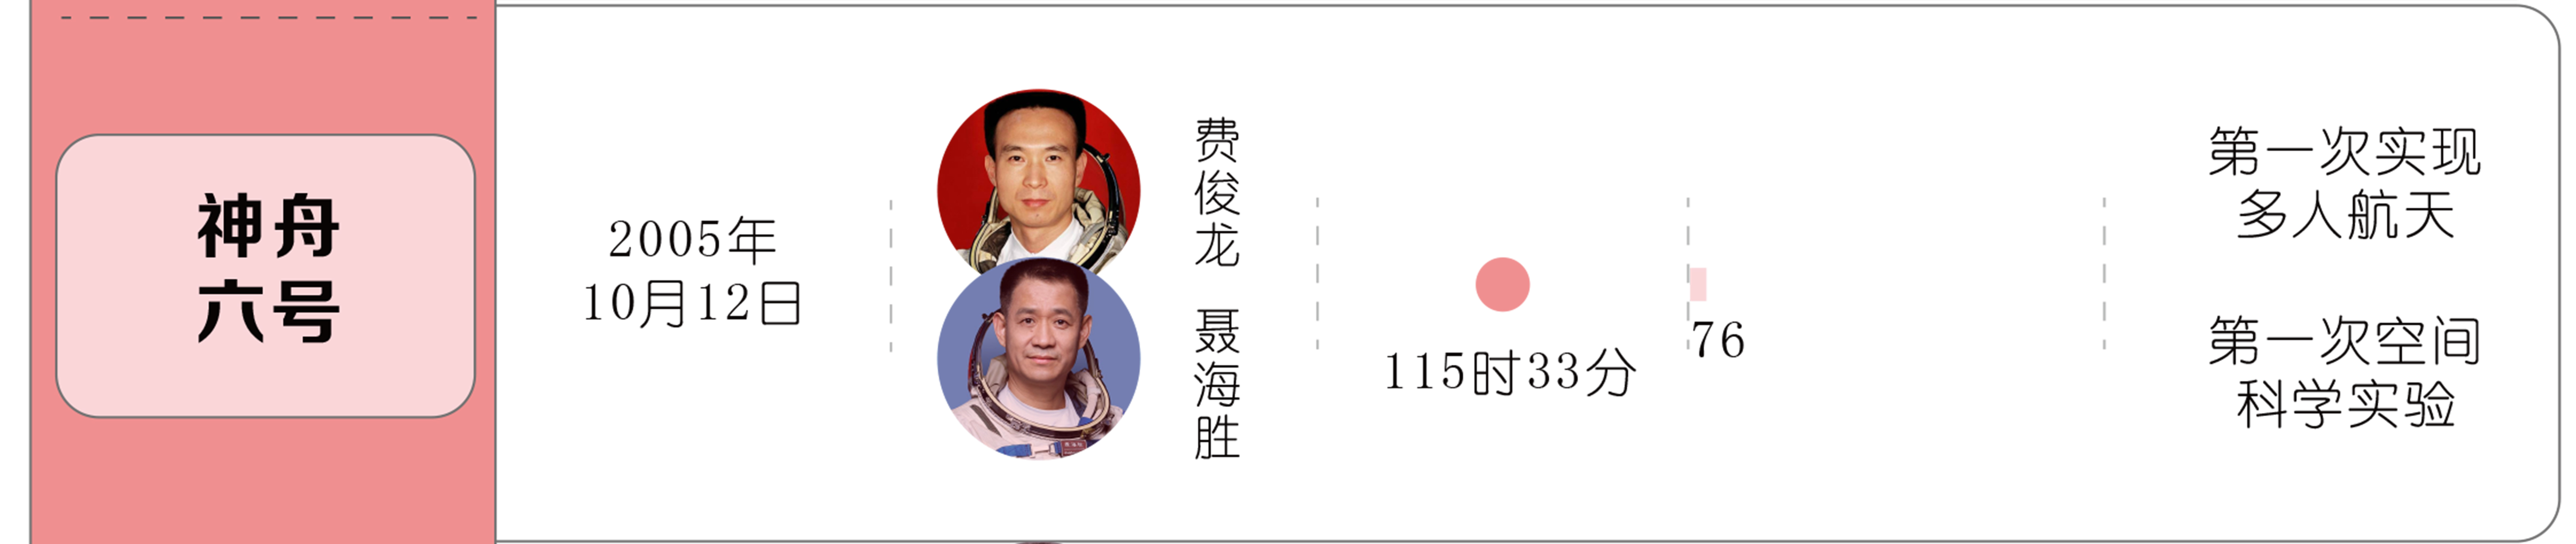 神舟
六号
2005年
10月12日
费俊龙
聂海胜
115时33分
76
第一次实现
多人航天
第一次空间
科学实验